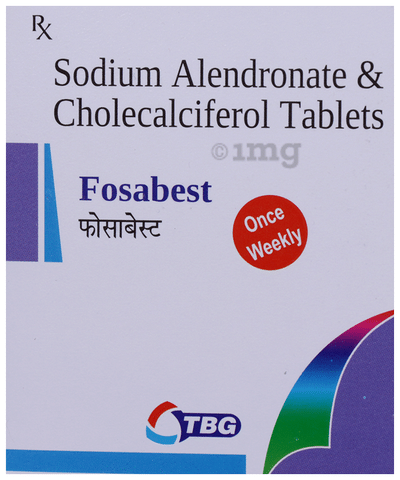 Rx
Sodium Alendronate &
Cholecalciferol Tablets
©1mg
Fosabest
फोसाबेस्ट
Once
Weekly
TBG